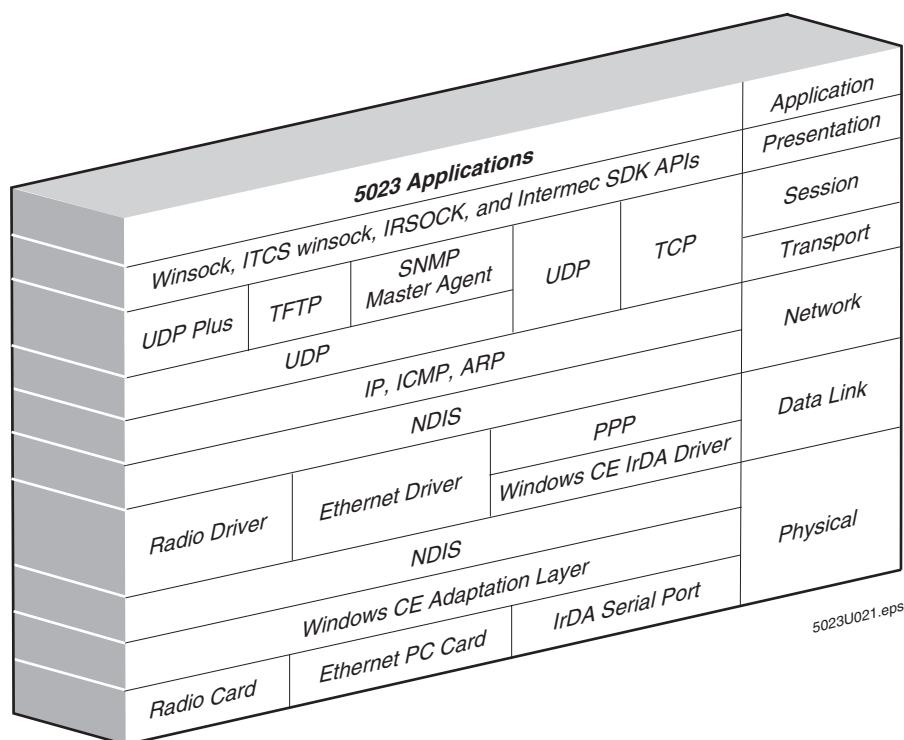 5023 Applications
Application
Winsock, ITCS winsock, IRSOCK, and Intermec SDK APIs
Presentation
Session
UDP Plus
TFTP
SNMP
Master Agent
UDP
TCP
Transport
UDP
IP, ICMP, ARP
Network
NDIS
Radio Driver
Ethernet Driver
PPP
Windows CE IrDA Driver
Data Link
NDIS
Windows CE Adaptation Layer
Physical
Radio Card
Ethernet PC Card
IrDA Serial Port
5023U021.eps